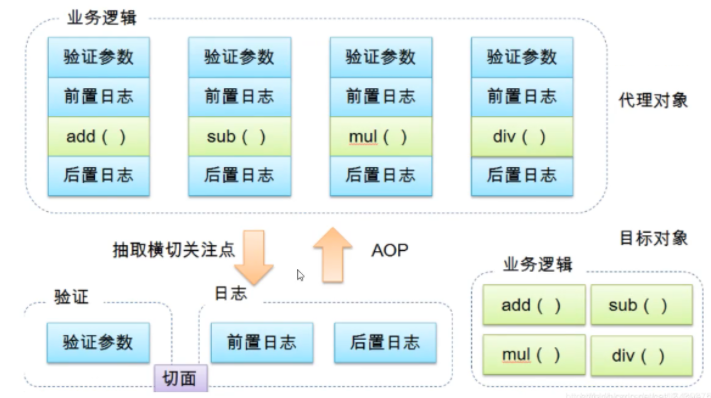 业务逻辑
验证参数 验证参数 验证参数 验证参数
前置日志 前置日志 前置日志 前置日志
代理对象
add ( ) sub ( ) mul ( ) div ( )
后置日志 后置日志 后置日志 后置日志
抽取横切关注点
AOP
目标对象
业务逻辑
验证
日志
add ( ) sub ( )
验证参数
前置日志 后置日志
mul ( ) div ( )
切面